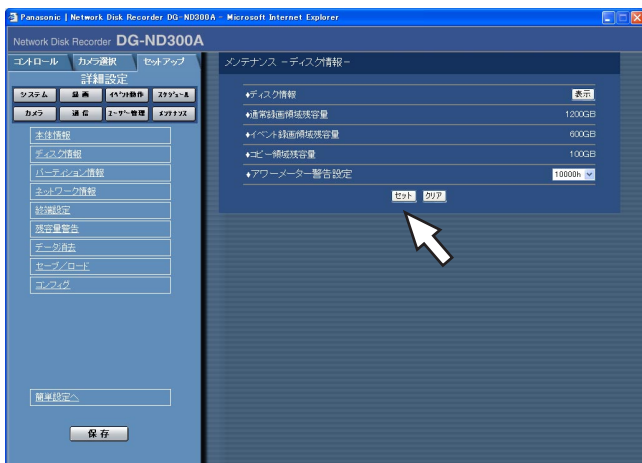 Panasonic | Network Disk Recorder DG-ND300A - Microsoft Internet Explorer
Network Disk Recorder DG-ND300A
コントロール カメラ選択 セットアップ
詳細設定
システム 録画 イベント動作 スケジュール
カメラ 通信 ユーザー管理 メンテナンス
本体情報
ディスク情報
パーティション情報
ネットワーク情報
終端設定
残容量警告
データ消去
セーブ/ロード
コンフィグ
簡単設定へ
保存
メンテナンス −ディスク情報−
♦ディスク情報 表示
♦通常録画領域残容量 1200GB
♦イベント録画領域残容量 600GB
♦コピー領域残容量 100GB
♦アワーメーター警告設定 10000h
セット クリア